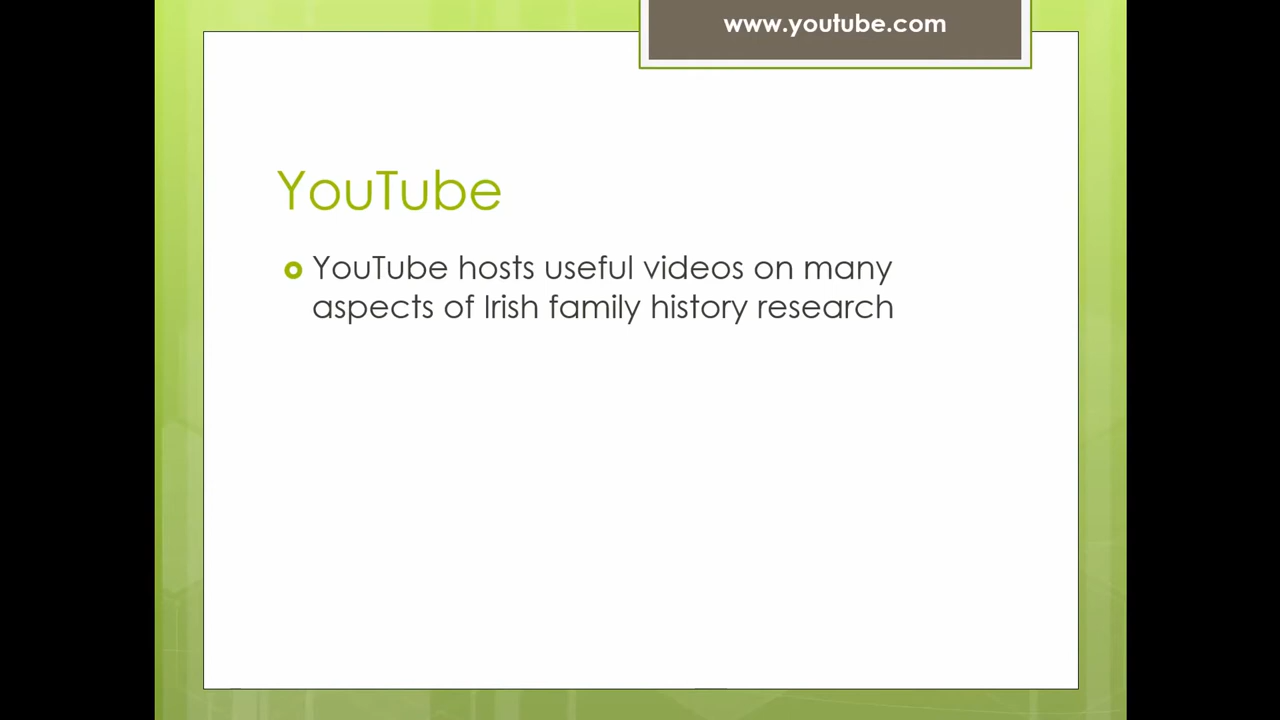 www.youtube.com
YouTube
YouTube hosts useful videos on many
aspects of Irish family history research